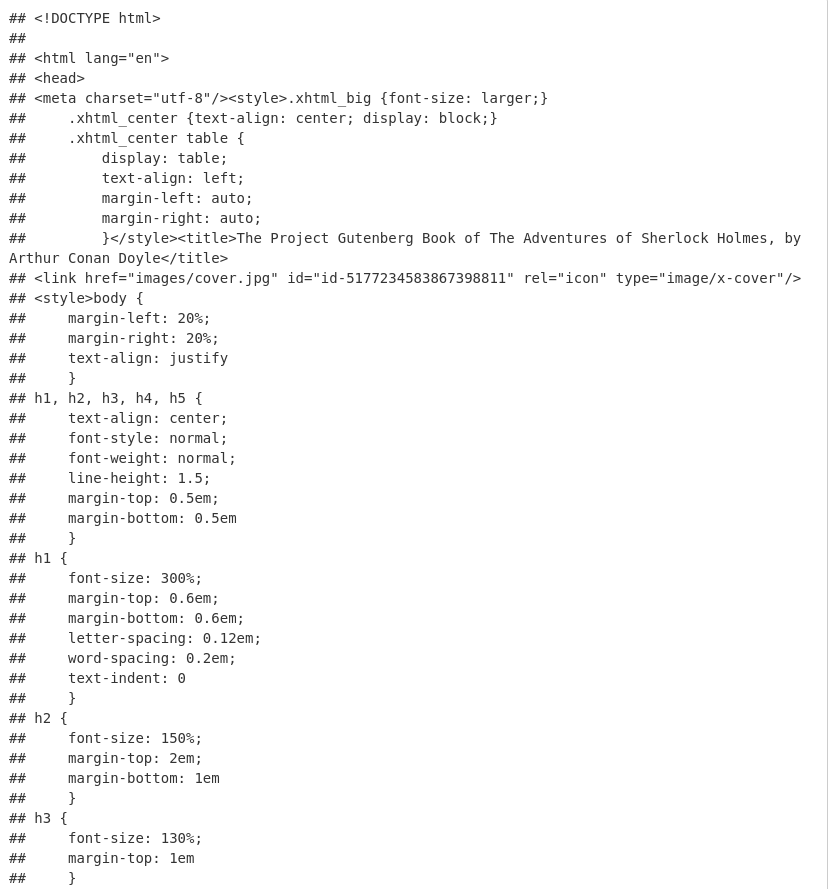 ## <!DOCTYPE html>
##
## <html lang="en">
## <head>
## <meta charset="utf-8"/><style>.xhtml_big {font-size: larger;}
##     .xhtml_center {text-align: center; display: block;}
##     .xhtml_center table {
##         display: table;
##         text-align: left;
##         margin-left: auto;
##         margin-right: auto;
##         }</style><title>The Project Gutenberg Book of The Adventures of Sherlock Holmes, by
Arthur Conan Doyle</title>
## <link href="images/cover.jpg" id="id-5177234583867398811" rel="icon" type="image/x-cover"/>
## <style>body {
##     margin-left: 20%;
##     margin-right: 20%;
##     text-align: justify
##     }
## h1, h2, h3, h4, h5 {
##     text-align: center;
##     font-style: normal;
##     font-weight: normal;
##     line-height: 1.5;
##     margin-top: 0.5em;
##     margin-bottom: 0.5em
##     }
## h1 {
##     font-size: 300%;
##     margin-top: 0.6em;
##     margin-bottom: 0.6em;
##     letter-spacing: 0.12em;
##     word-spacing: 0.2em;
##     text-indent: 0
##     }
## h2 {
##     font-size: 150%;
##     margin-top: 2em;
##     margin-bottom: 1em
##     }
## h3 {
##     font-size: 130%;
##     margin-top: 1em
##     }